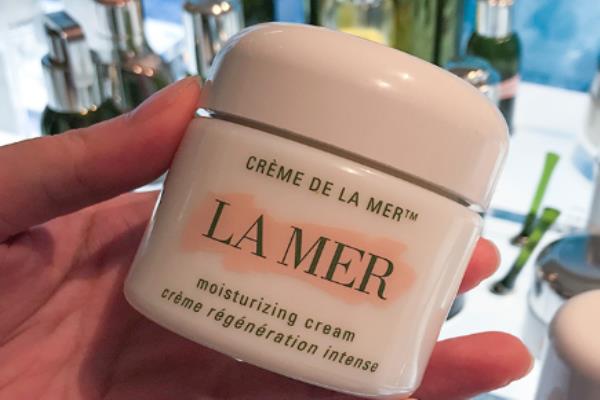 CRÈME DE LA MER™
LA MER
moisturizing cream
crème régénération intense